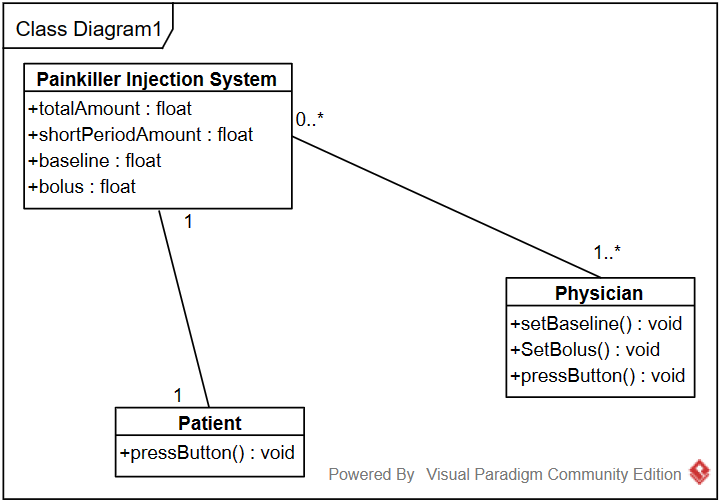 Class Diagram1
Painkiller Injection System
+totalAmount : float
+shortPeriodAmount : float
+baseline : float
+bolus : float
0..*
1
1..*
Physician
+setBaseline() : void
+SetBolus() : void
+pressButton() : void
1
Patient
+pressButton() : void
Powered By Visual Paradigm Community Edition